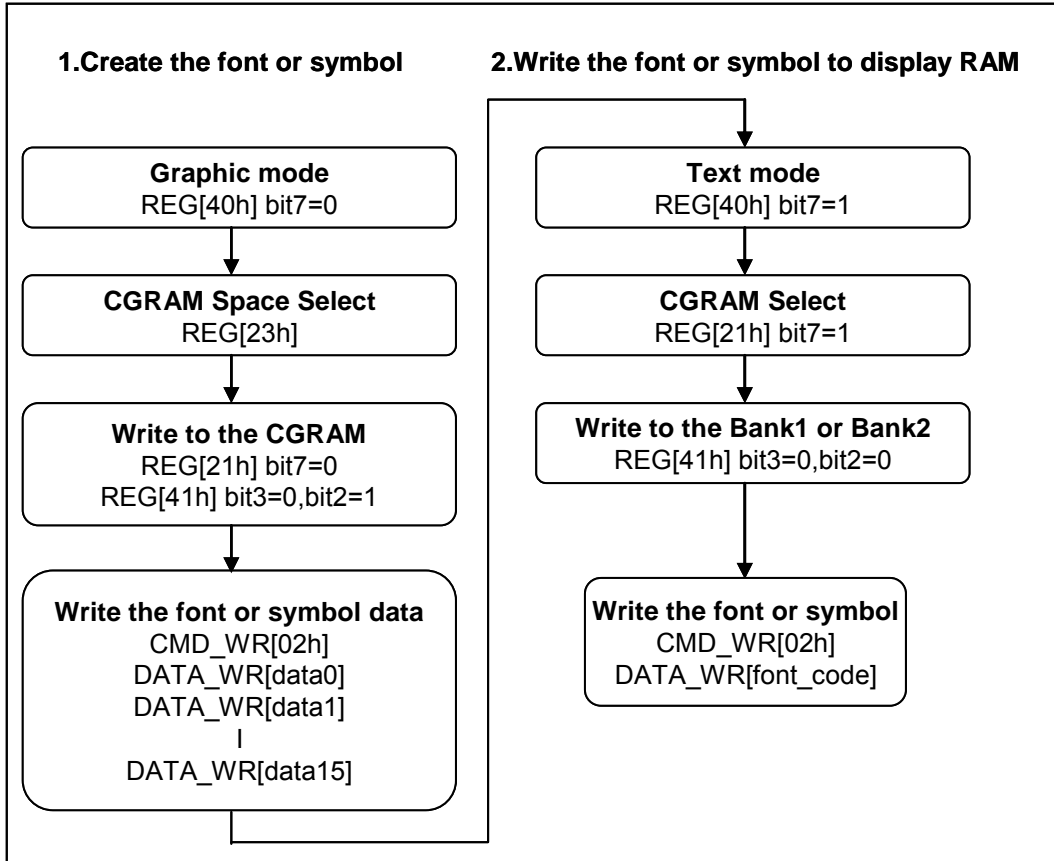 1.Create the font or symbol
Graphic mode
REG[40h] bit7=0
CGRAM Space Select
REG[23h]
Write to the CGRAM
REG[21h] bit7=0
REG[41h] bit3=0,bit2=1
Write the font or symbol data
CMD_WR[02h]
DATA_WR[data0]
DATA_WR[data1]
|
DATA_WR[data15]
2.Write the font or symbol to display RAM
Text mode
REG[40h] bit7=1
CGRAM Select
REG[21h] bit7=1
Write to the Bank1 or Bank2
REG[41h] bit3=0,bit2=0
Write the font or symbol
CMD_WR[02h]
DATA_WR[font_code]